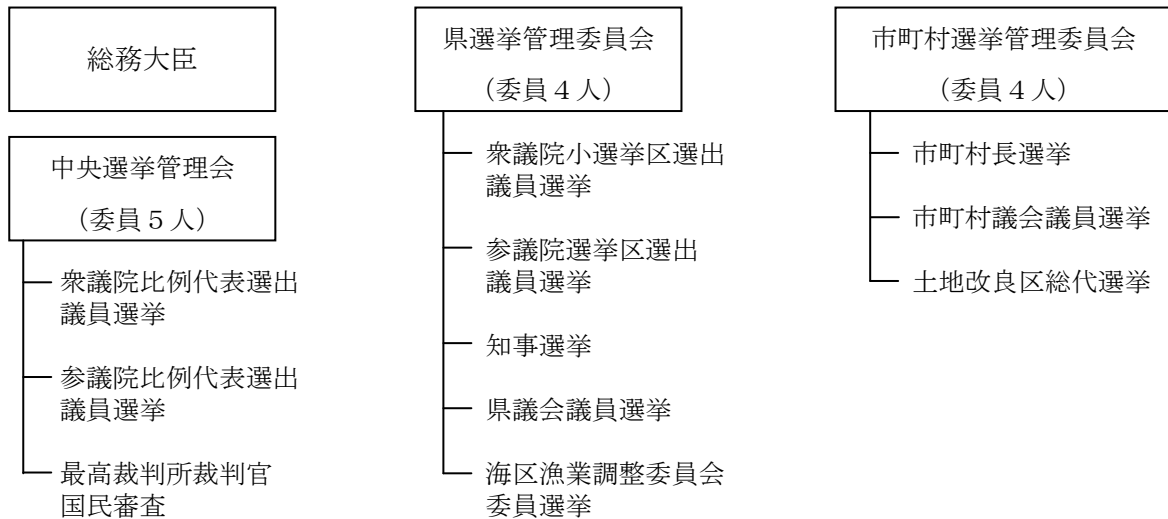 総務大臣
中央選挙管理会
（委員５人）
衆議院比例代表選出
議員選挙
参議院比例代表選出
議員選挙
最高裁判所裁判官
国民審査
県選挙管理委員会
（委員４人）
衆議院小選挙区選出
議員選挙
参議院選挙区選出
議員選挙
知事選挙
県議会議員選挙
海区漁業調整委員会
委員選挙
市町村選挙管理委員会
（委員４人）
市町村長選挙
市町村議会議員選挙
土地改良区総代選挙